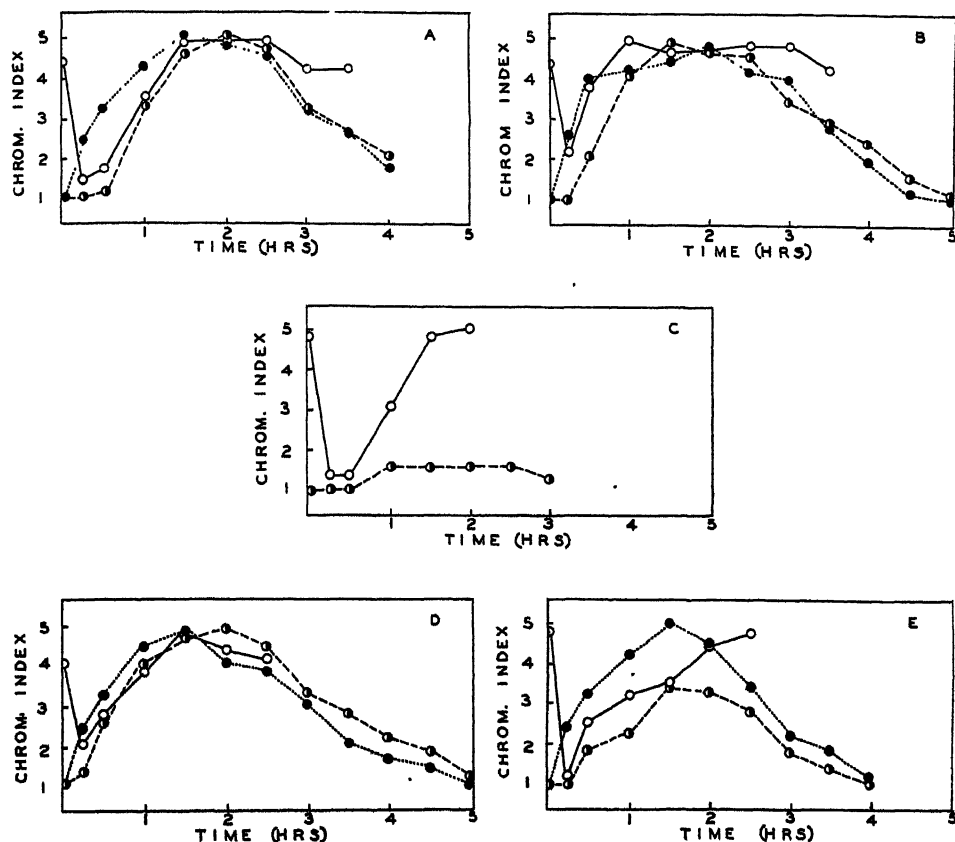 A
CHROM. INDEX
5
4
3
2
1
1 2 3 4 5
TIME (HRS)
B
CHROM INDEX
5
4
3
2
1
1 2 3 4 5
TIME (HRS)
C
CHROM. INDEX
5
4
3
2
1
1 2 3 4 5
TIME (HRS)
D
CHROM. INDEX
5
4
3
2
1
1 2 3 4 5
TIME (HRS)
E
CHROM. INDEX
5
4
3
2
1
1 2 3 4 5
TIME (HRS)